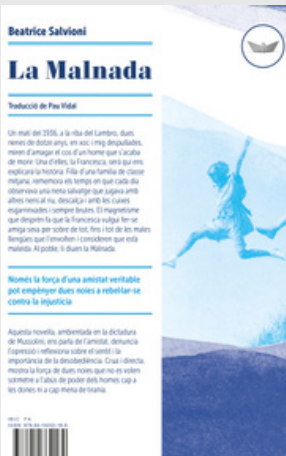 Beatrice Salvioni
La Malnada
Traducció de Pau Vidal
Un matí del 1936, a la riba del Lambro, dues
nenes de dotze anys, en xoc i mig despullades,
miren d'amagar el cos d'un home que s'acaba
de morir. Una d'elles, la Francesca, serà qui ens
explicarà la història. Filla d'una família de classe
mitjana, rememora els temps en què cada dia
observava una nena salvatge que jugava amb
altres nens al riu, descalça i amb les cuixes
esgarrinxades i sempre brutes. El magnetisme
que desprèn fa que la Francesca vulgui fer-se
amiga seva per sobre de tot, fins i tot de les males
llengües que l'envolten i consideren que està
maleïda. Al poble, li diuen la Malnada.
Només la força d'una amistat veritable
pot empènyer dues noies a rebel·lar-se
contra la injustícia
Aquesta novel·la, ambientada en la dictadura
de Mussolini, ens parla de l'amistat, denuncia
l'opressió i reflexiona sobre el sentit i la
importància de la desobediència. Crua i directa,
mostra la força de dues noies que no es volen
sotmetre a l'abús de poder dels homes cap a
les dones ni a cap mena de tirania.